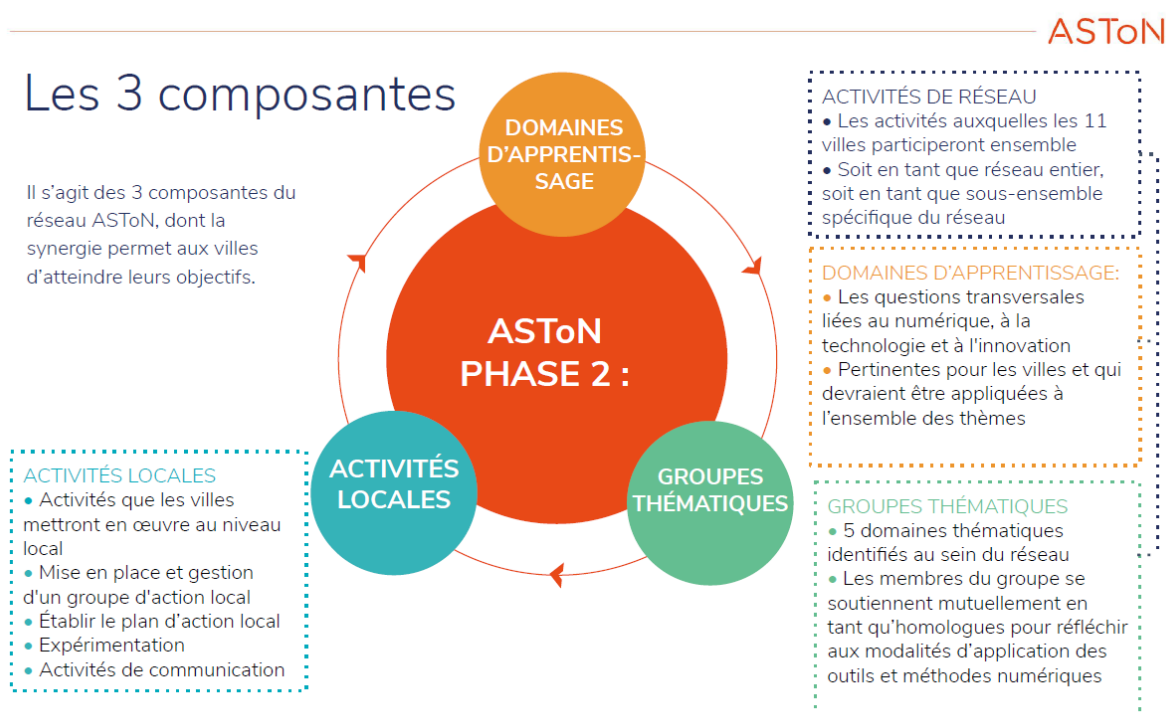 ASToN
Les 3 composantes
Il s’agit des 3 composantes du
réseau ASToN, dont la
synergie permet aux villes
d’atteindre leurs objectifs.
DOMAINES
D’APPRENTIS-
SAGE
ASToN
PHASE 2 :
ACTIVITÉS
LOCALES
GROUPES
THÉMATIQUES
ACTIVITÉS LOCALES
• Activités que les villes
mettront en œuvre au niveau
local
• Mise en place et gestion
d'un groupe d'action local
• Établir le plan d’action local
• Expérimentation
• Activités de communication
ACTIVITÉS DE RÉSEAU
• Les activités auxquelles les 11
villes participeront ensemble
• Soit en tant que réseau entier,
soit en tant que sous-ensemble
spécifique du réseau
DOMAINES D’APPRENTISSAGE:
• Les questions transversales
liées au numérique, à la
technologie et à l'innovation
• Pertinentes pour les villes et qui
devraient être appliquées à
l’ensemble des thèmes
GROUPES THÉMATIQUES
• 5 domaines thématiques
identifiés au sein du réseau
• Les membres du groupe se
soutiennent mutuellement en
tant qu’homologues pour réfléchir
aux modalités d’application des
outils et méthodes numériques